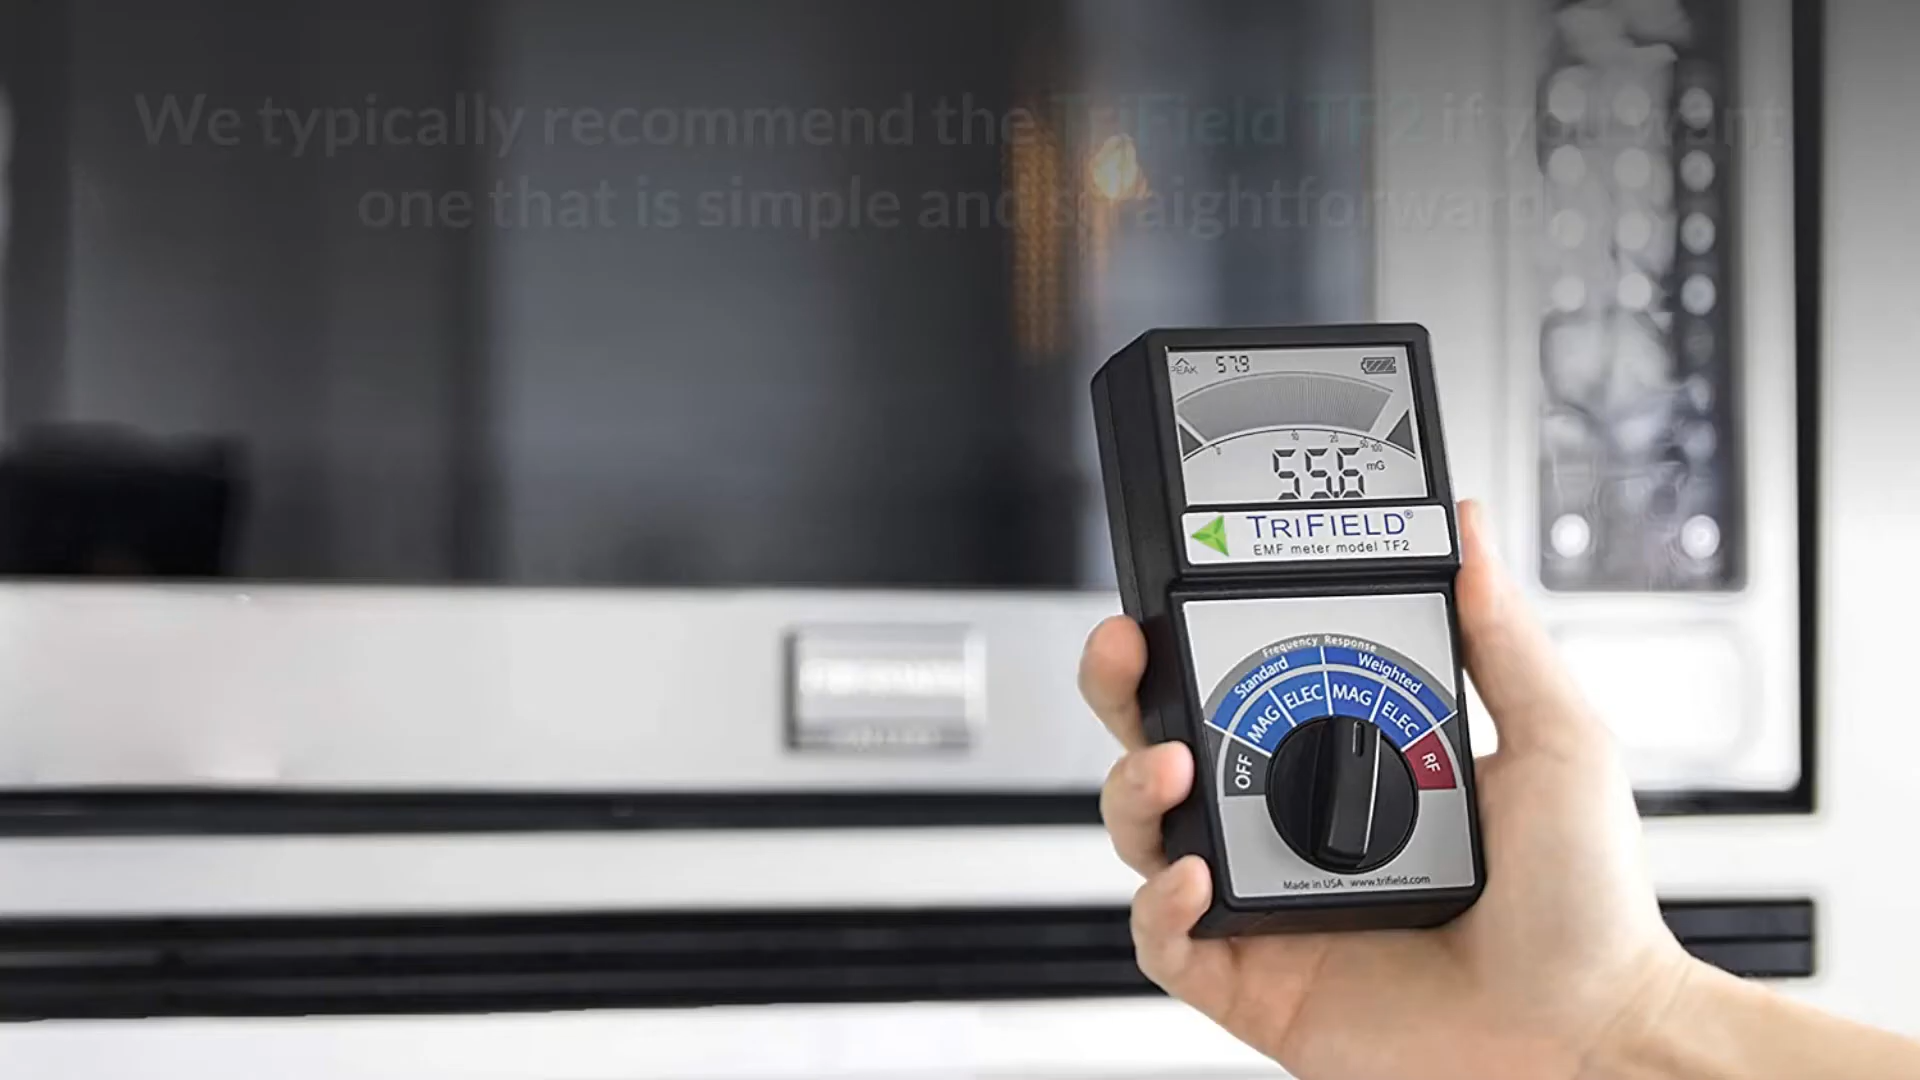 We typically recommend the TriField TF2 if you want
one that is simple and straightforward
PEAK 57.9
0 10 20 50 100
55.6 mG
TRIFIELD®
EMF meter model TF2
Frequency Response
Standard Weighted
MAG ELEC MAG ELEC
OFF RF
Made in USA www.trifield.com